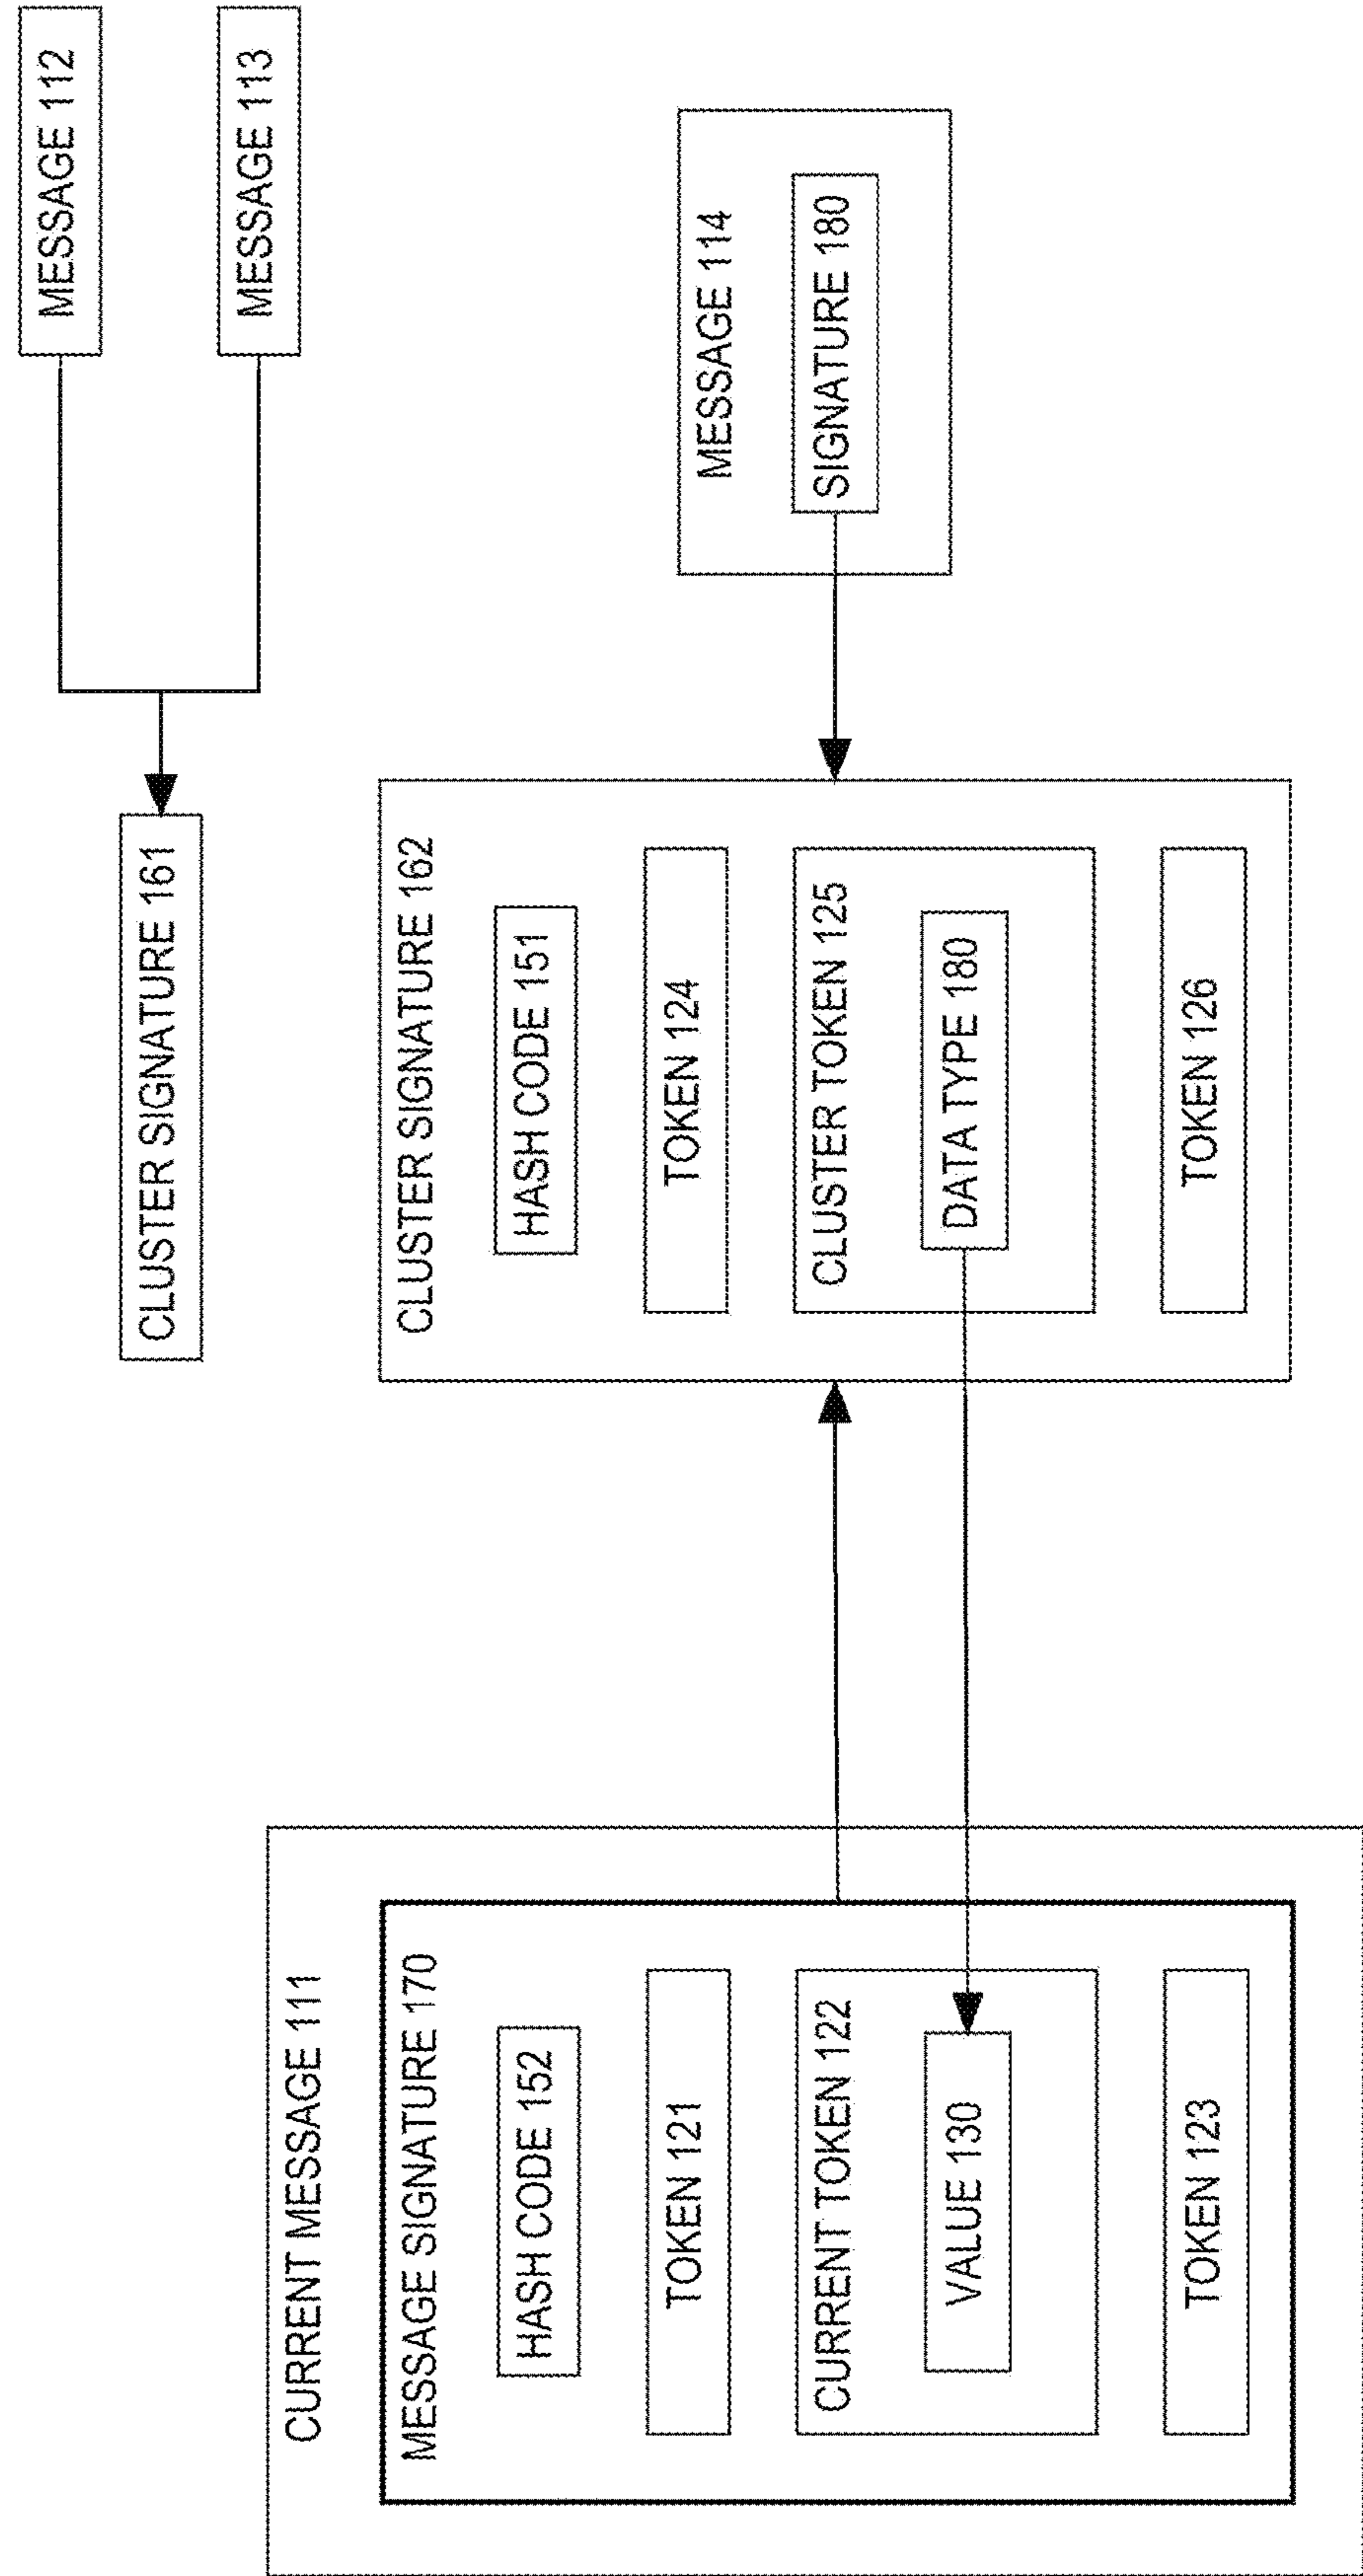 CURRENT MESSAGE 111
MESSAGE SIGNATURE 170
HASH CODE 152
TOKEN 121
CURRENT TOKEN 122
VALUE 130
TOKEN 123
CLUSTER SIGNATURE 161
CLUSTER SIGNATURE 162
HASH CODE 151
TOKEN 124
CLUSTER TOKEN 125
DATA TYPE 180
TOKEN 126
MESSAGE 112
MESSAGE 113
MESSAGE 114
SIGNATURE 180